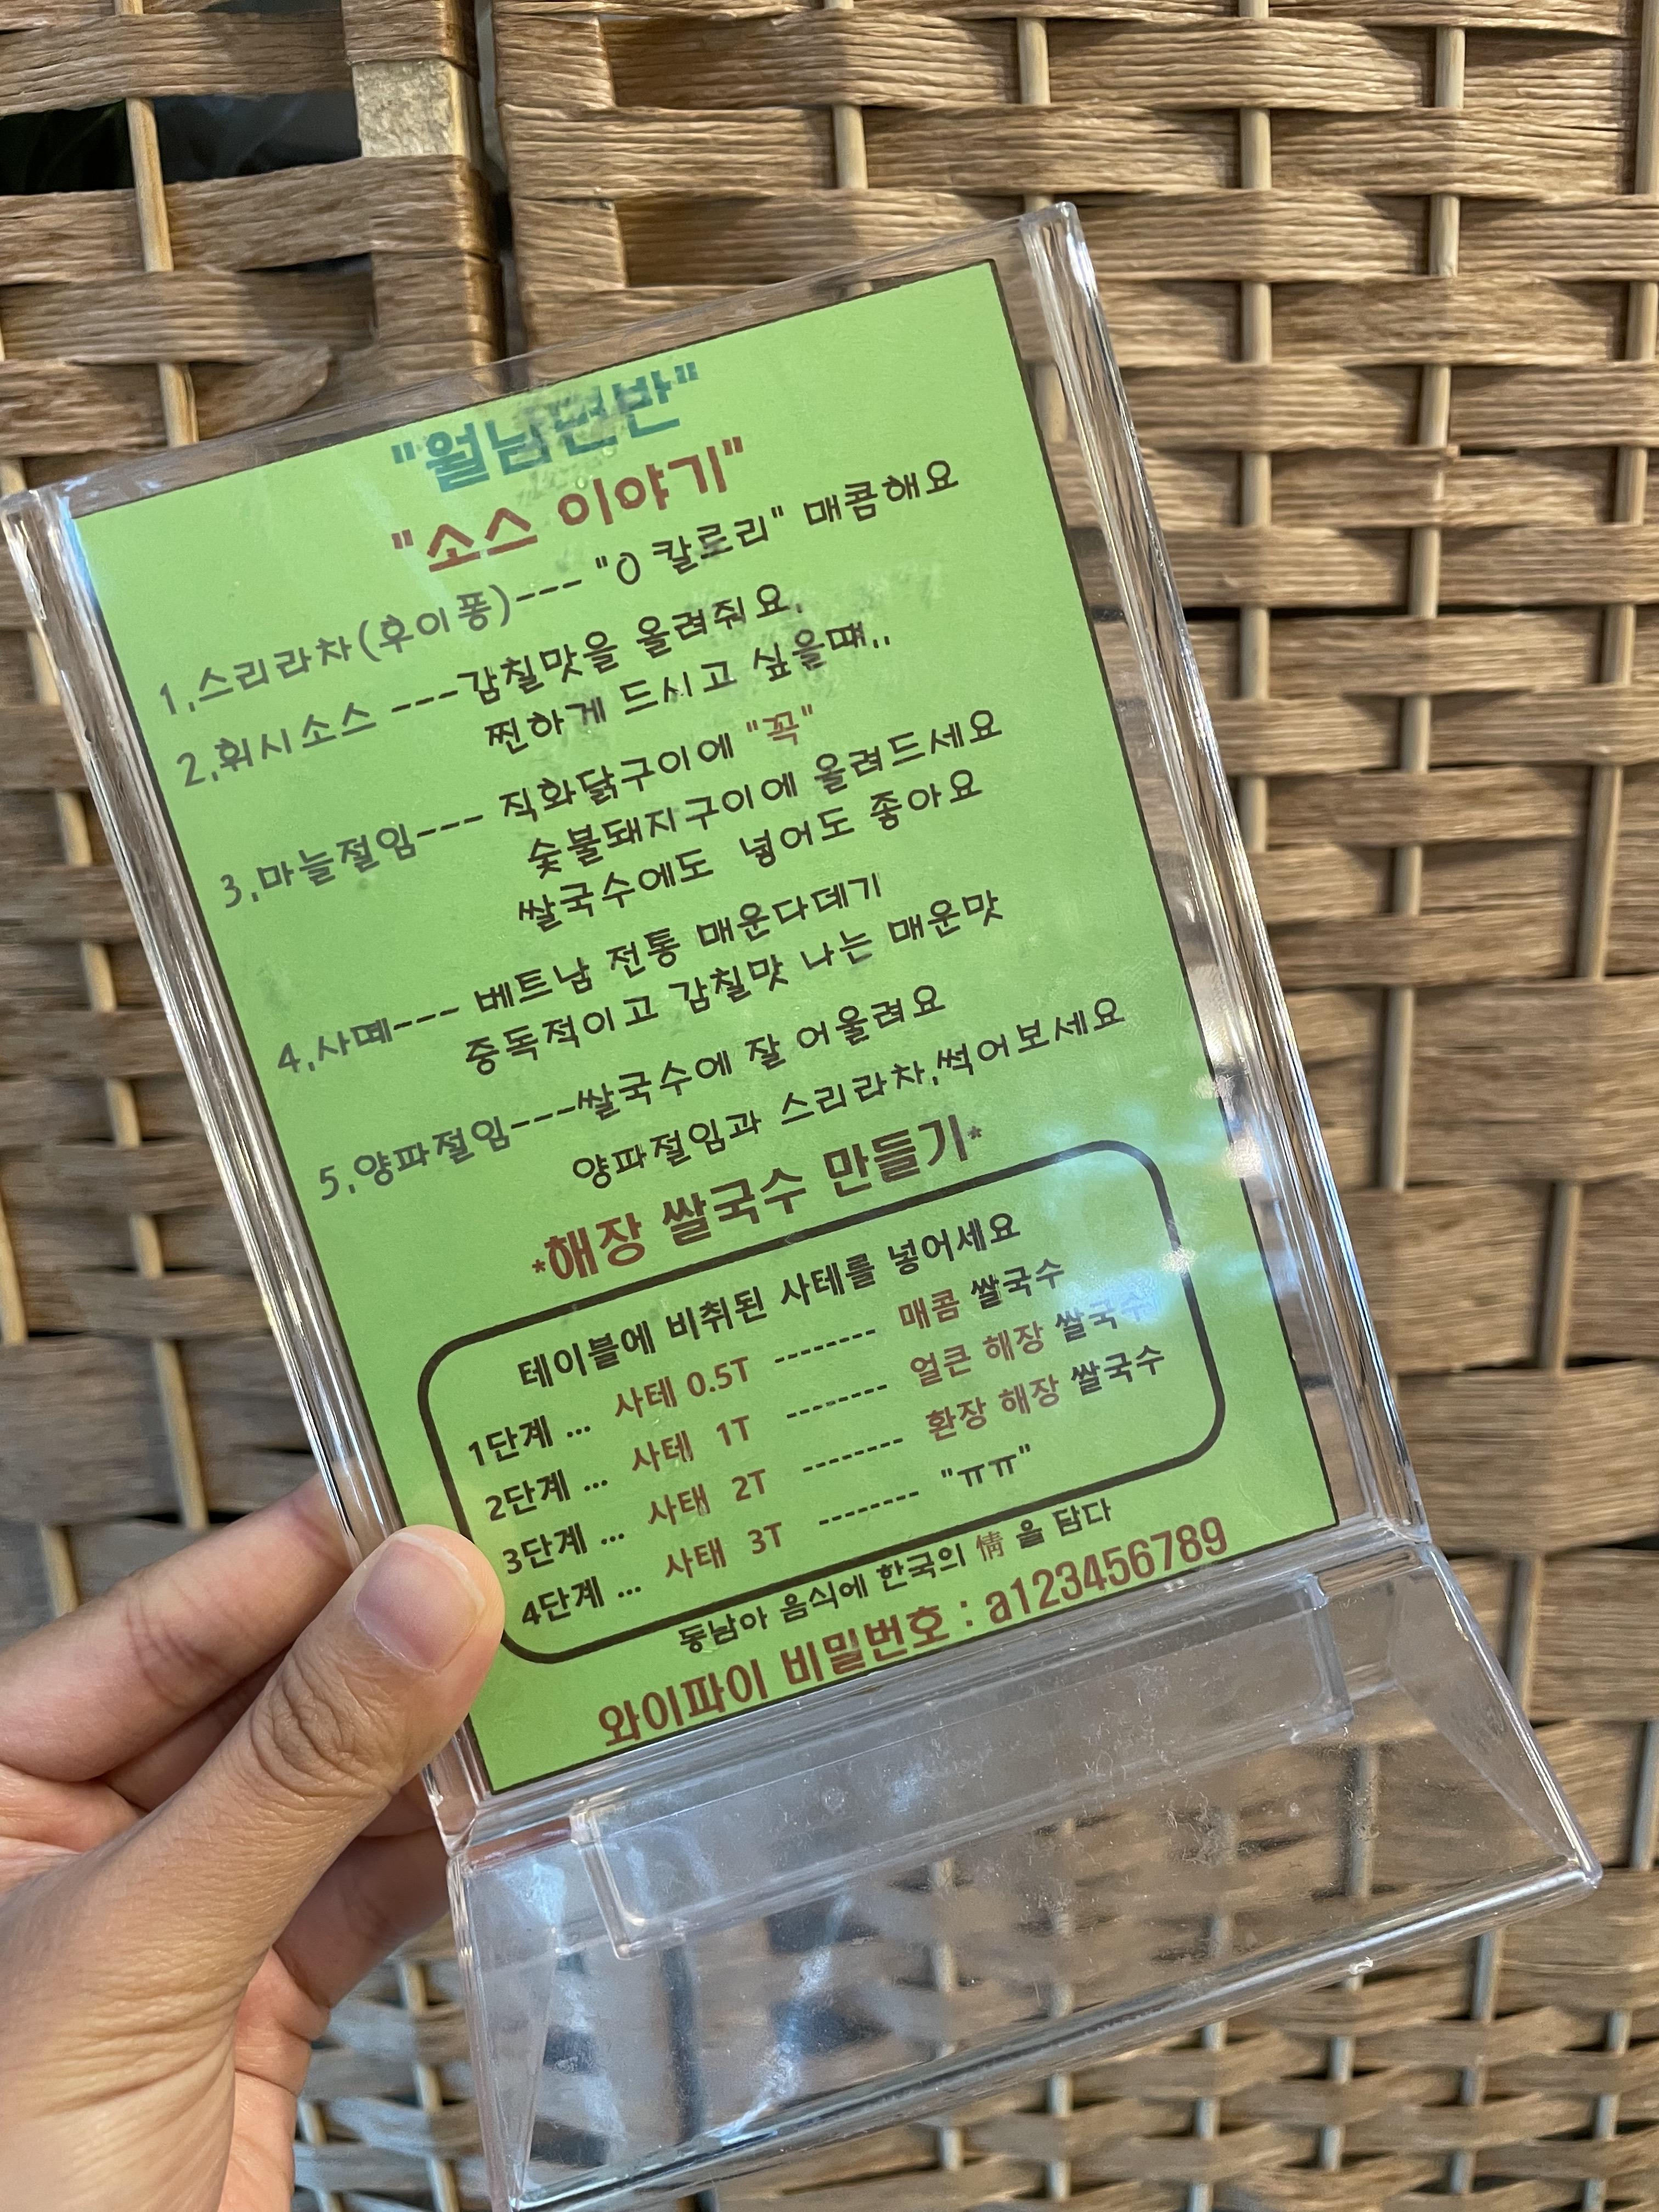 "월남반반"
"소스 이야기"
1.스리라차(후이퐁)--- "0 칼로리" 매콤해요
2.휘시소스 ---감칠맛을 올려줘요.
찐하게 드시고 싶을떄..
3.마늘절임--- 직화닭구이에 "꼭"
숯불돼지구이에 올려드세요
쌀국수에도 넣어도 좋아요
4.사떼--- 베트남 전통 매운다데기
중독적이고 감칠맛 나는 매운맛
5.양파절임---쌀국수에 잘 어울려요
양파절임과 스리라차,썩어보세요
*해장 쌀국수 만들기*
테이블에 비취된 사테를 넣어세요
1단계 ... 사테 0.5T -------- 매콤 쌀국수
2단계 ... 사테 1T -------- 얼큰 해장 쌀국수
3단계 ... 사태 2T -------- 환장 해장 쌀국수
4단계 ... 사태 3T -------- "ㅠㅠ"
동남아 음식에 한국의 情 을 담다
와이파이 비밀번호 : a123456789